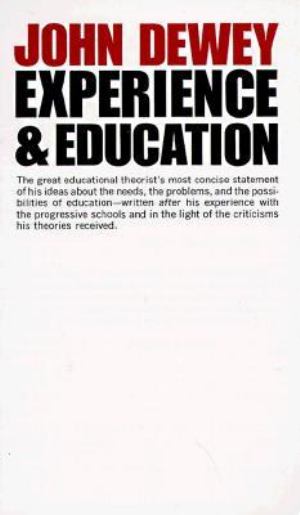 JOHN DEWEY
EXPERIENCE
& EDUCATION
The great educational theorist's most concise statement
of his ideas about the needs, the problems, and the possi-
bilities of education—written after his experience with
the progressive schools and in the light of the criticisms
his theories received.